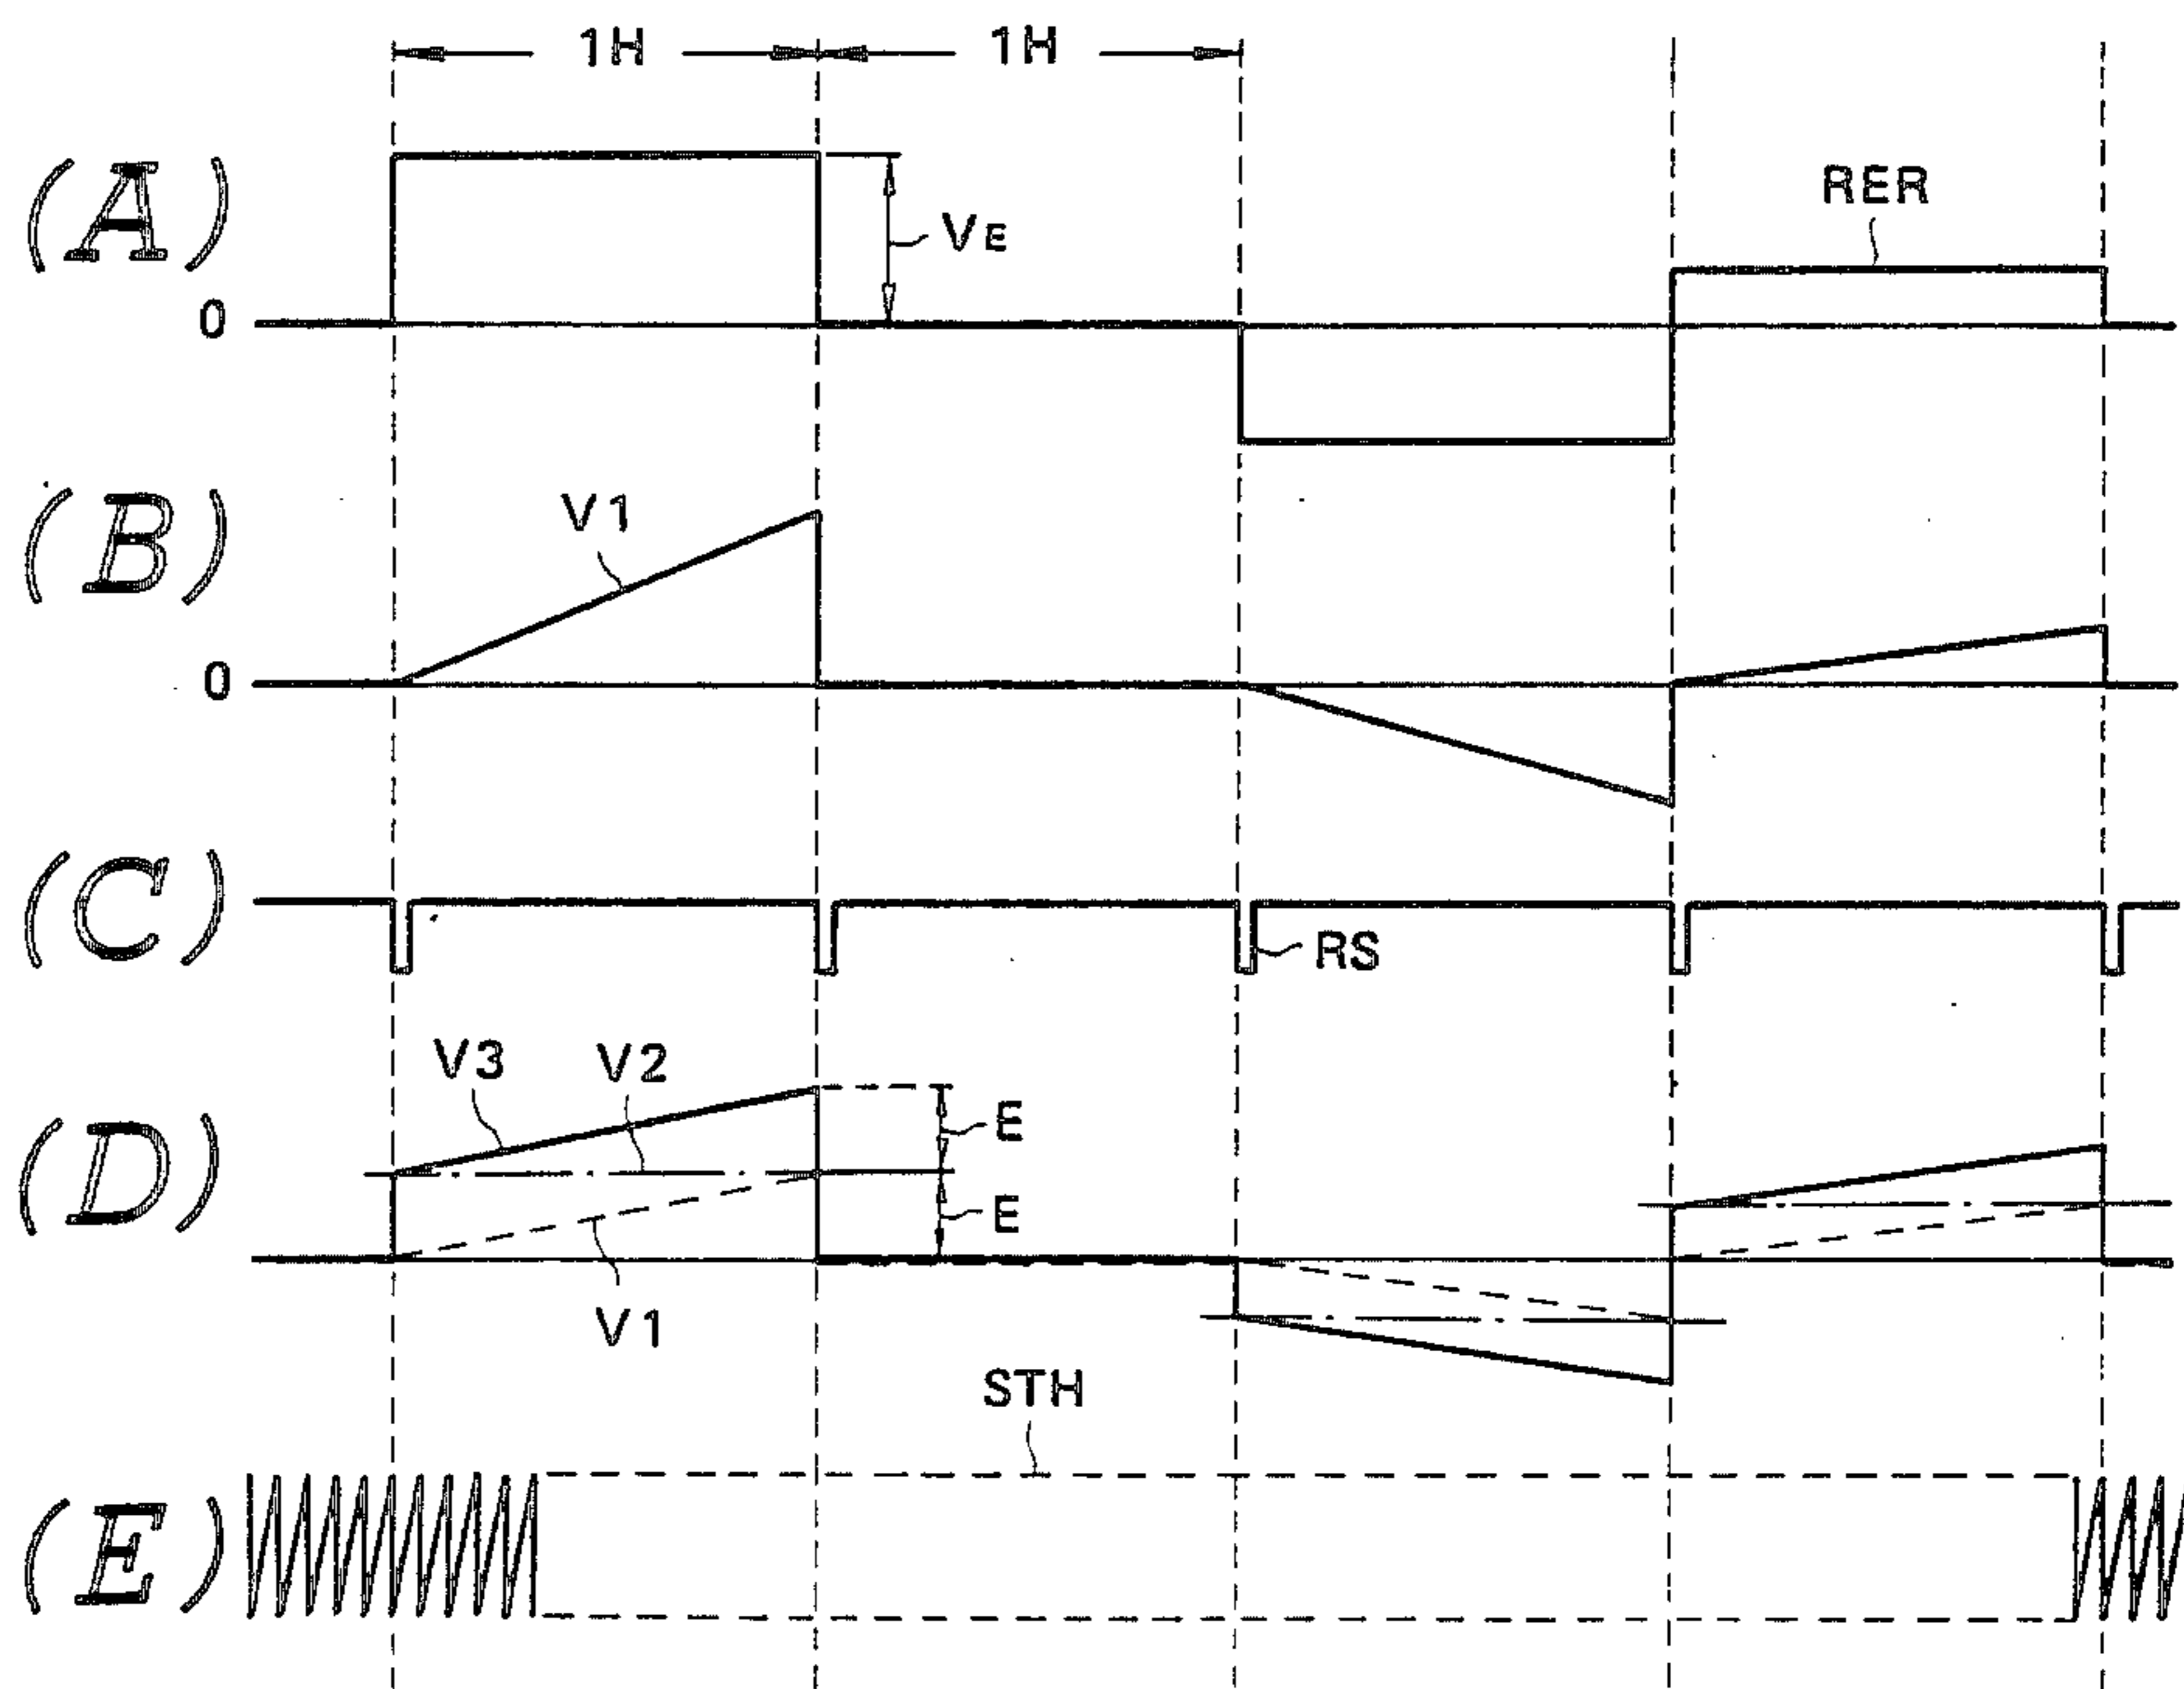 1H 1H
(A) 0 VE RER
(B) V1 0
(C) RS
(D) V3 V2 E E V1
STH
(E)